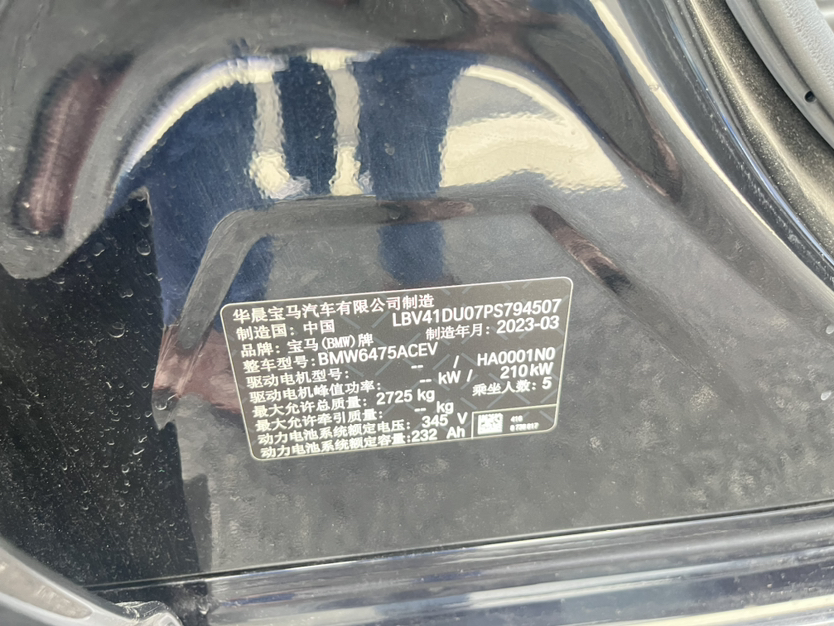 华晨宝马汽车有限公司制造
制造国: 中国 LBV41DU07PS794507
品牌: 宝马(BMW)牌 制造年月: 2023-03
整车型号: BMW6475ACEV
驱动电机型号: -- / HA0001N0
驱动电机峰值功率: -- kW / 210 kW
最大允许总质量: 2725 kg 乘坐人数: 5
最大允许牵引质量: -- kg
动力电池系统额定电压: 345 V
动力电池系统额定容量: 232 Ah